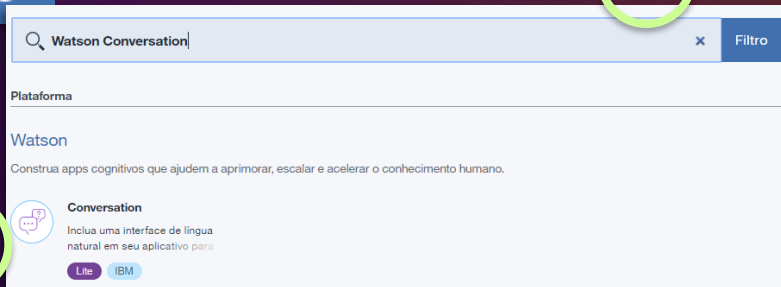 Watson Conversation
Filtro
Plataforma
Watson
Construa apps cognitivos que ajudem a aprimorar, escalar e acelerar o conhecimento humano.
Conversation
Inclua uma interface de língua
natural em seu aplicativo para
Lite IBM